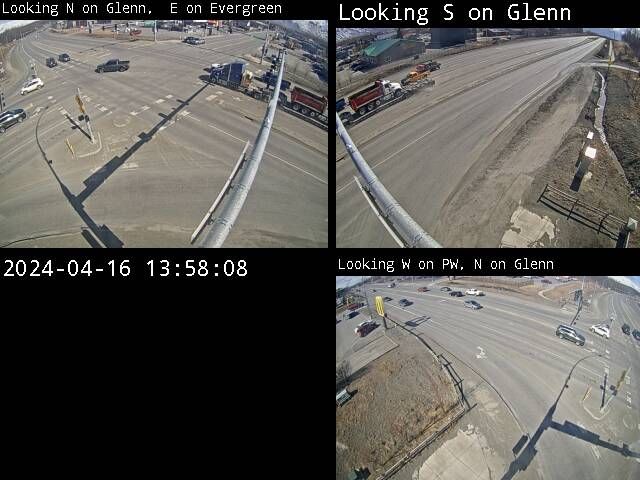 Looking N on Glenn,  E on Evergreen
Looking S on Glenn
2024-04-16 13:58:08
Looking W on PW, N on Glenn